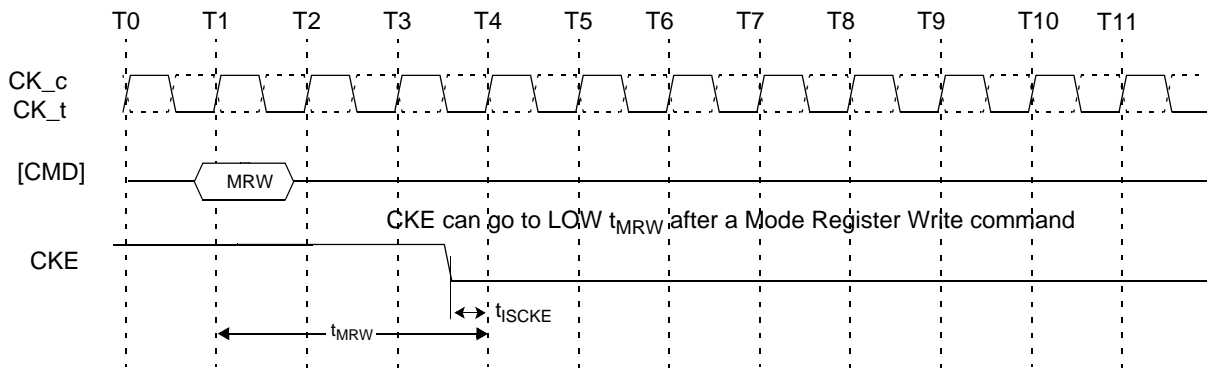 T0 T1 T2 T3 T4 T5 T6 T7 T8 T9 T10 T11
CK_c
CK_t
[CMD] MRW
CKE can go to LOW tMRW after a Mode Register Write command
CKE
tISCKE
tMRW